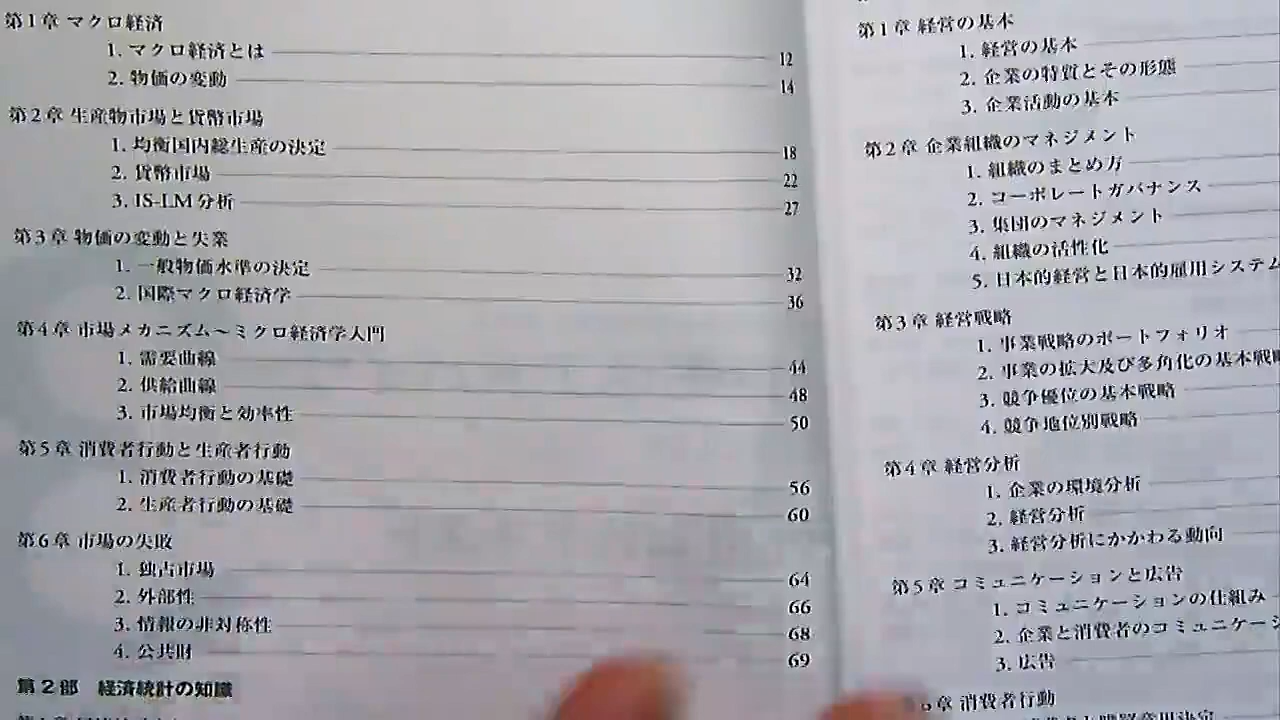 第1章 マクロ経済
1. マクロ経済とは 12
2. 物価の変動 14
第2章 生産物市場と貨幣市場
1. 均衡国内総生産の決定 18
2. 貨幣市場 22
3. IS-LM分析 27
第3章 物価の変動と失業
1. 一般物価水準の決定 32
2. 国際マクロ経済学 36
第4章 市場メカニズム〜ミクロ経済学入門
1. 需要曲線 44
2. 供給曲線 48
3. 市場均衡と効率性 50
第5章 消費者行動と生産者行動
1. 消費者行動の基礎 56
2. 生産者行動の基礎 60
第6章 市場の失敗
1. 独占市場 64
2. 外部性 66
3. 情報の非対称性 68
4. 公共財 69
第2部 経済統計の知識
第1章 経営の基本
1. 経営の基本
2. 企業の特質とその形態
3. 企業活動の基本
第2章 企業組織のマネジメント
1. 組織のまとめ方
2. コーポレートガバナンス
3. 集団のマネジメント
4. 組織の活性化
5. 日本的経営と日本的雇用システム
第3章 経営戦略
1. 事業戦略のポートフォリオ
2. 事業の拡大及び多角化の基本戦略
3. 競争優位の基本戦略
4. 競争地位別戦略
第4章 経営分析
1. 企業の環境分析
2. 経営分析
3. 経営分析にかかわる動向
第5章 コミュニケーションと広告
1. コミュニケーションの仕組み
2. 企業と消費者のコミュニケーシ
3. 広告
章 消費者行動